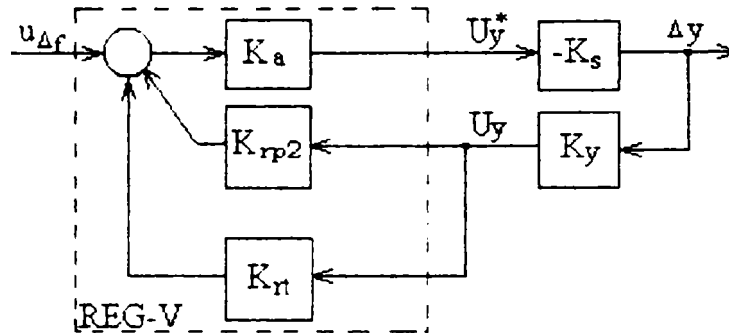 u_Δf
K_a
U_y^*
-K_s
Δy
K_rp2
U_y
K_y
K_rt
REG-V